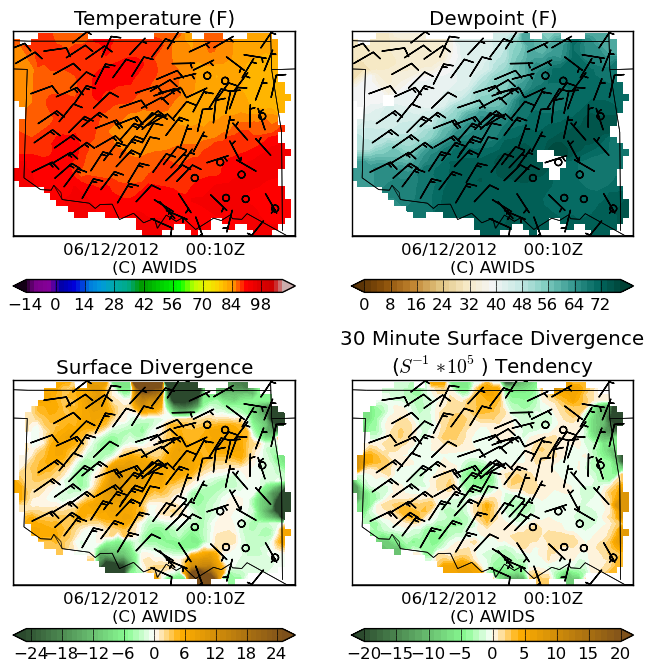 Temperature (F)
06/12/2012 00:10Z
(C) AWIDS
−14 0 14 28 42 56 70 84 98
Dewpoint (F)
06/12/2012 00:10Z
(C) AWIDS
0 8 16 24 32 40 48 56 64 72
Surface Divergence
06/12/2012 00:10Z
(C) AWIDS
−24 −18 −12 −6 0 6 12 18 24
30 Minute Surface Divergence
(S⁻¹ *10⁵ ) Tendency
06/12/2012 00:10Z
(C) AWIDS
−20 −15 −10 −5 0 5 10 15 20